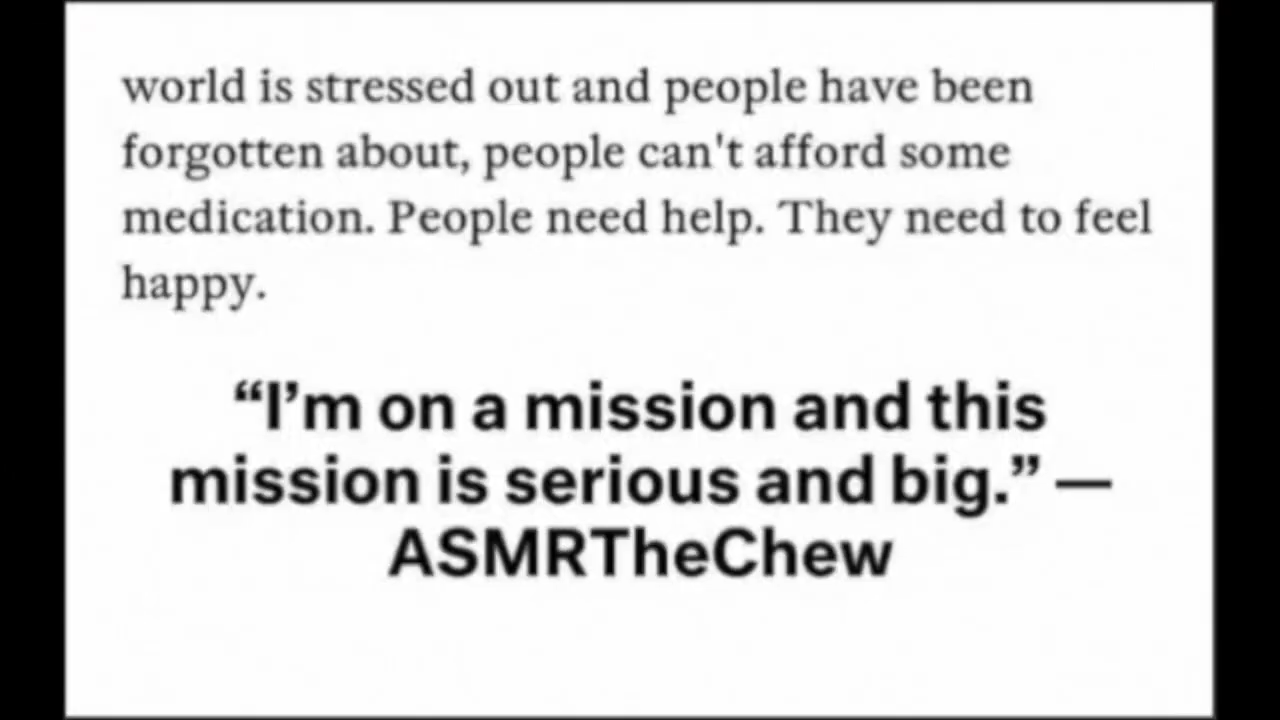 world is stressed out and people have been
forgotten about, people can't afford some
medication. People need help. They need to feel
happy.
“I’m on a mission and this
mission is serious and big.” —
ASMRTheChew